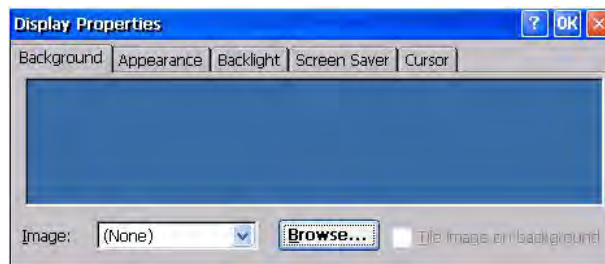 Display Properties ? OK ×
Background Appearance Backlight Screen Saver Cursor
Image: (None) Browse... Tile image on background